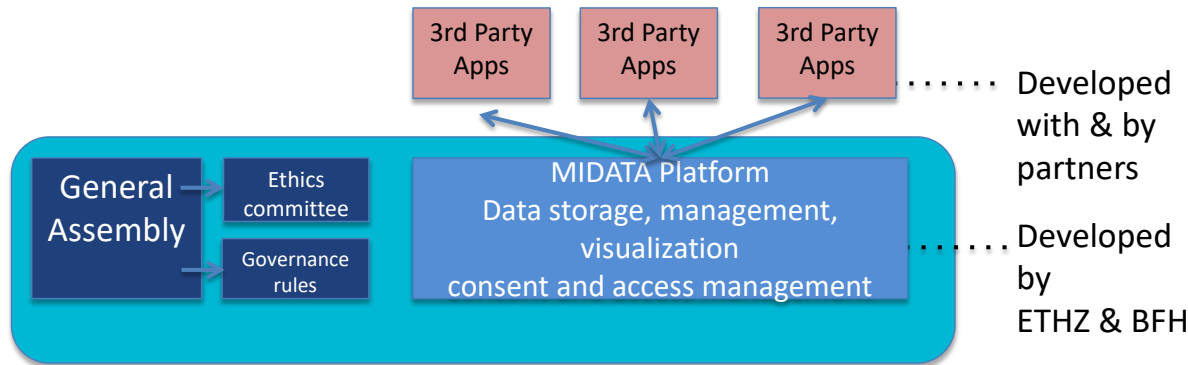 3rd Party
Apps
3rd Party
Apps
3rd Party
Apps
Developed
with & by
partners
General
Assembly
Ethics
committee
Governance
rules
MIDATA Platform
Data storage, management,
visualization
consent and access management
Developed
by
ETHZ & BFH